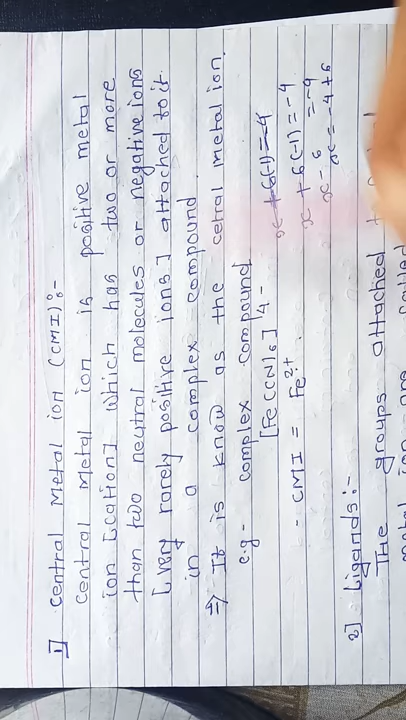 1] Central Metal ion (CMI):-
Central Metal ion is positive metal
ion [cation] which has two or more
than two neutral molecules or negative ions
[very rarely positive ions] attached to it
in a complex compound.
⇒ It is know as the cetral metal ion.
e.g- complex compound
[Fe(CN)6]4-
- CMI = Fe2+
x + 6(-1) = -4
x + 6(-1) = -4
x - 6 = -4
x = -4 + 6
2] Ligands:-
The groups attached
metal ion are called